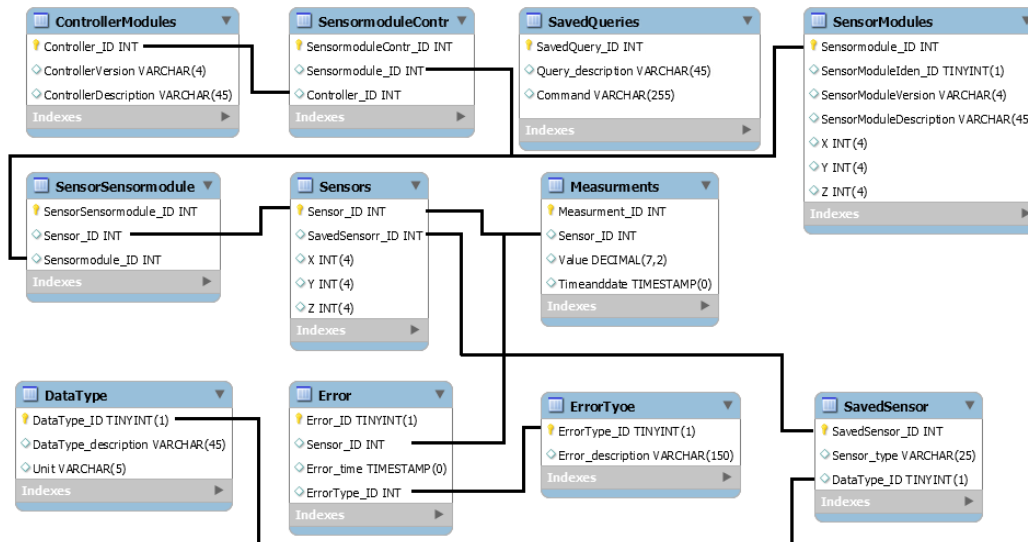 ControllerModules
Controller_ID INT
ControllerVersion VARCHAR(4)
ControllerDescription VARCHAR(45)
Indexes
SensormoduleContr
SensormoduleContr_ID INT
Sensormodule_ID INT
Controller_ID INT
Indexes
SavedQueries
SavedQuery_ID INT
Query_description VARCHAR(45)
Command VARCHAR(255)
Indexes
SensorModules
Sensormodule_ID INT
SensorModuleIden_ID TINYINT(1)
SensorModuleVersion VARCHAR(4)
SensorModuleDescription VARCHAR(45
X INT(4)
Y INT(4)
Z INT(4)
Indexes
SensorSensormodule
SensorSensormodule_ID INT
Sensor_ID INT
Sensormodule_ID INT
Indexes
Sensors
Sensor_ID INT
SavedSensorr_ID INT
X INT(4)
Y INT(4)
Z INT(4)
Indexes
Measurments
Measurment_ID INT
Sensor_ID INT
Value DECIMAL(7,2)
Timeanddate TIMESTAMP(0)
Indexes
DataType
DataType_ID TINYINT(1)
DataType_description VARCHAR(45)
Unit VARCHAR(5)
Indexes
Error
Error_ID TINYINT(1)
Sensor_ID INT
Error_time TIMESTAMP(0)
ErrorType_ID INT
Indexes
ErrorTyoe
ErrorType_ID TINYINT(1)
Error_description VARCHAR(150)
Indexes
SavedSensor
SavedSensor_ID INT
Sensor_type VARCHAR(25)
DataType_ID TINYINT(1)
Indexes